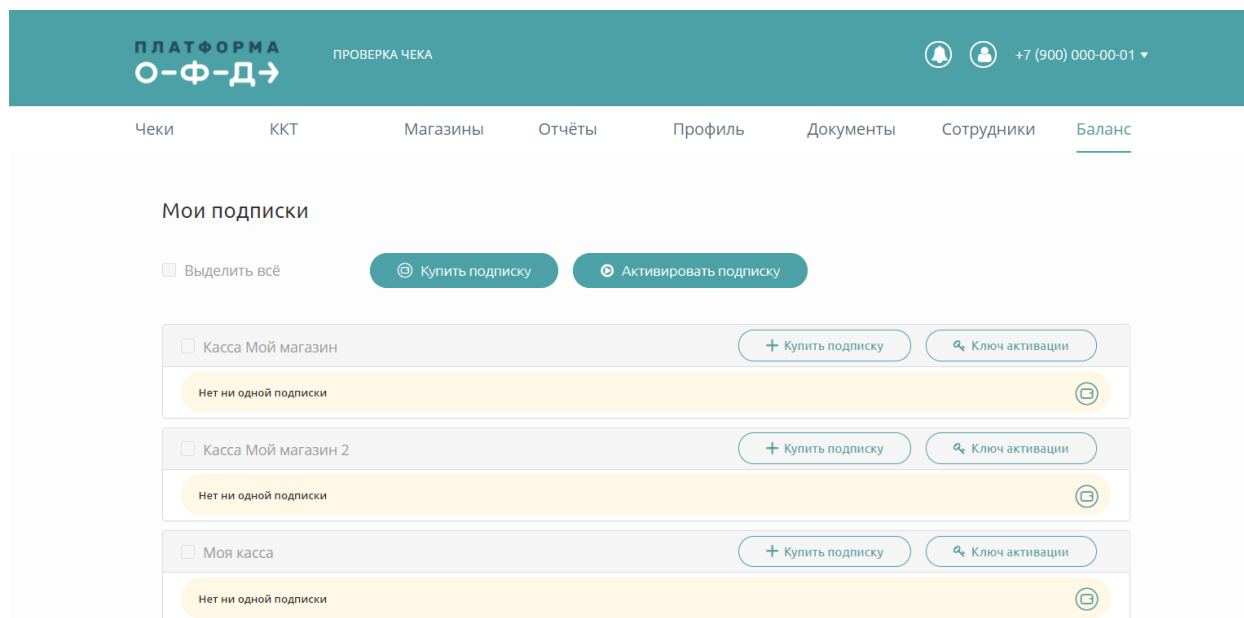 ПЛАТФОРМА
О-Ф-Д→
ПРОВЕРКА ЧЕКА
+7 (900) 000-00-01
Чеки ККТ Магазины Отчёты Профиль Документы Сотрудники Баланс
Мои подписки
Выделить всё Купить подписку Активировать подписку
Касса Мой магазин + Купить подписку Ключ активации
Нет ни одной подписки
Касса Мой магазин 2 + Купить подписку Ключ активации
Нет ни одной подписки
Моя касса + Купить подписку Ключ активации
Нет ни одной подписки